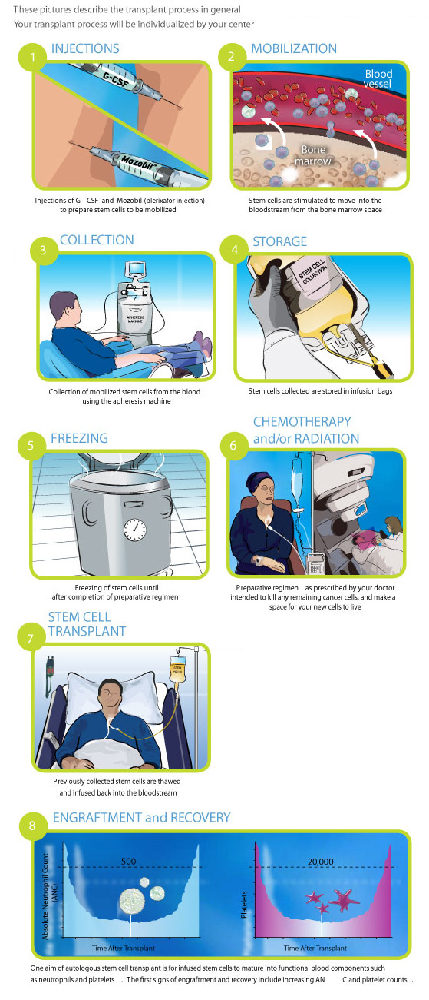 These pictures describe the transplant process in general
Your transplant process will be individualized by your center
1
INJECTIONS
G-CSF
Mozobil™
Injections of G- CSF and Mozobil (plerixafor injection)
to prepare stem cells to be mobilized
2
MOBILIZATION
Blood
vessel
Bone
marrow
Stem cells are stimulated to move into the
bloodstream from the bone marrow space
3
COLLECTION
APHERESIS
MACHINE
Collection of mobilized stem cells from the blood
using the apheresis machine
4
STORAGE
STEM CELL
COLLECTION
Stem cells collected are stored in infusion bags
5
FREEZING
Freezing of stem cells until
after completion of preparative regimen
6
CHEMOTHERAPY
and/or RADIATION
Preparative regimen as prescribed by your doctor
intended to kill any remaining cancer cells, and make a
space for your new cells to live
7
STEM CELL
TRANSPLANT
STEM
CELLS
Previously collected stem cells are thawed
and infused back into the bloodstream
8
ENGRAFTMENT and RECOVERY
Absolute Neutrophil Count
(ANC)
500
Time After Transplant
Platelets
20,000
Time After Transplant
One aim of autologous stem cell transplant is for infused stem cells to mature into functional blood components such
as neutrophils and platelets . The first signs of engraftment and recovery include increasing AN C and platelet counts .